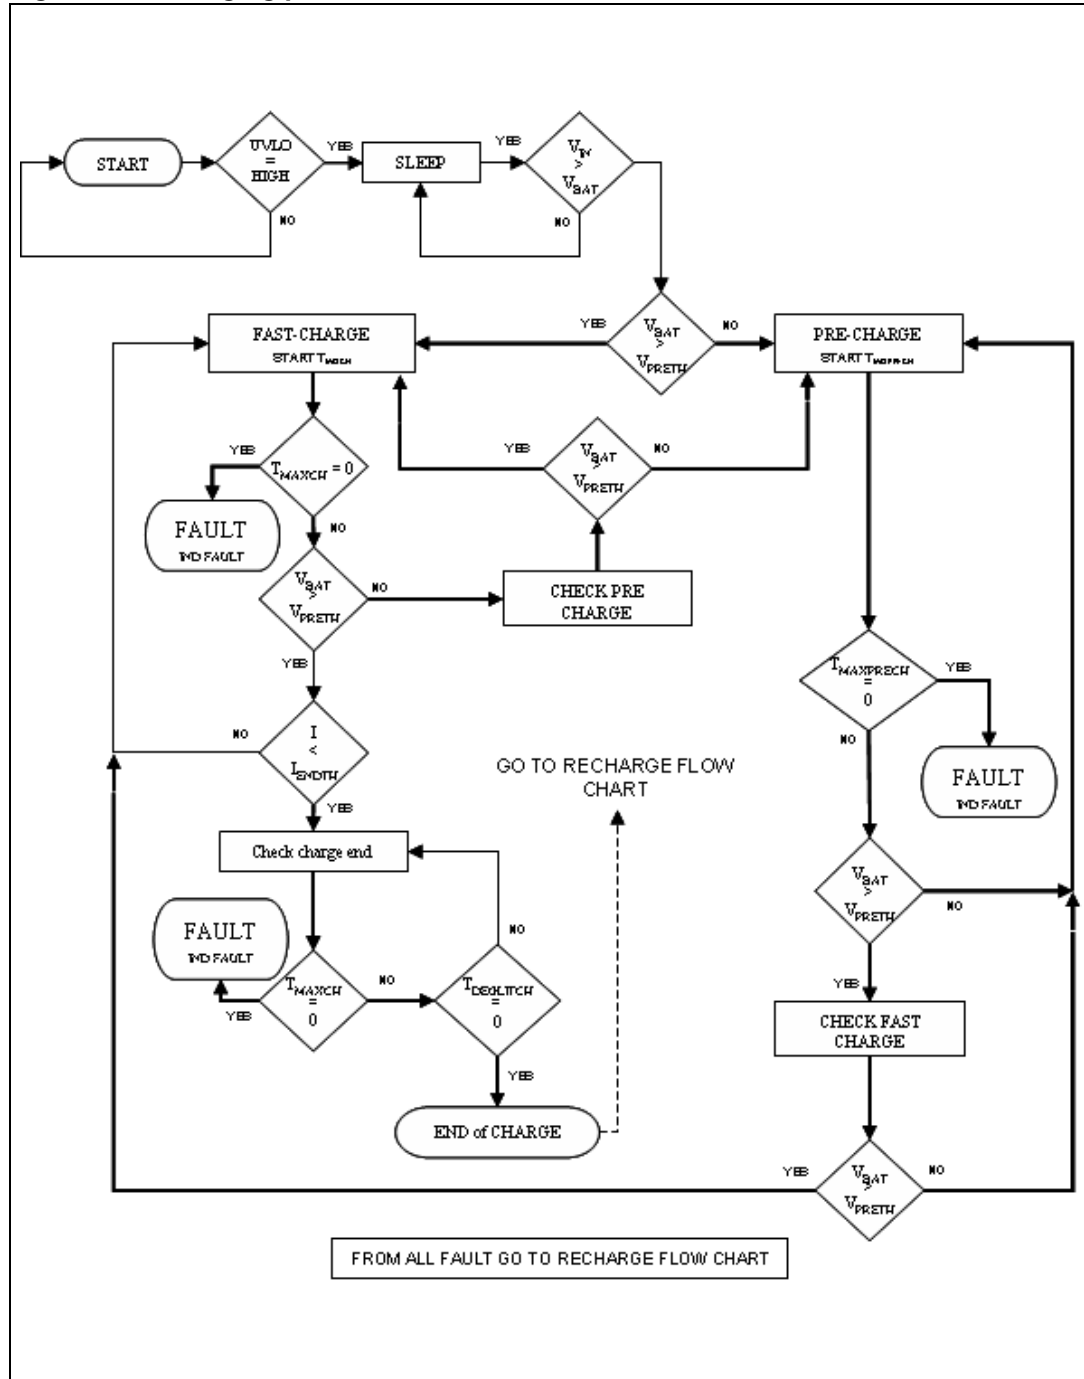 START
UVLO
=
HIGH
YES
NO
SLEEP
YES
V_IN
>
V_BAT
NO
FAST-CHARGE
YES
V_BAT
>
V_PRETH
NO
PRE-CHARGE
YES
V_BAT
>
V_PRETH
NO
YES
T_MAXCH = 0
NO
FAULT
IND FAULT
V_BAT
>
V_PRETH
NO
YES
CHECK PRE
CHARGE
T_MAXPRECH
=
0
YES
NO
FAULT
IND FAULT
NO
I
<
I_ENDTH
YES
GO TO RECHARGE FLOW
CHART
Check charge end
V_BAT
>
V_PRETH
NO
YES
FAULT
IND FAULT
T_MAXCH
=
0
YES
NO
T_DEGLITCH
=
0
NO
YES
CHECK FAST
CHARGE
END of CHARGE
YES
V_BAT
>
V_PRETH
NO
FROM ALL FAULT GO TO RECHARGE FLOW CHART